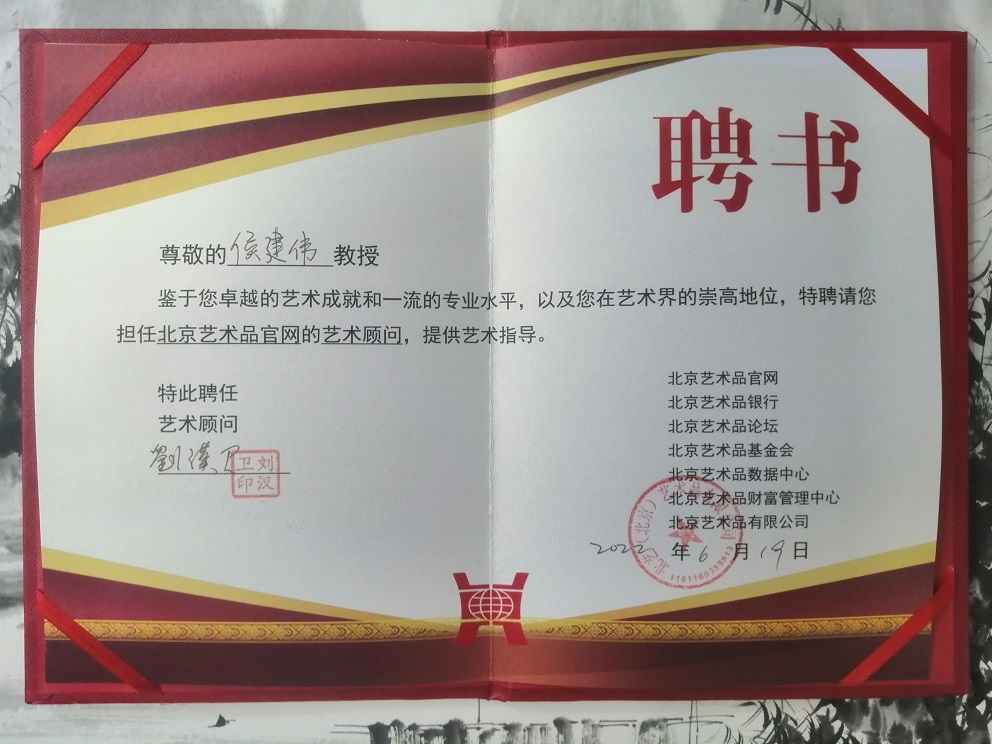 聘书
尊敬的侯建伟教授
鉴于您卓越的艺术成就和一流的专业水平，以及您在艺术界的崇高地位，特聘请您
担任北京艺术品官网的艺术顾问，提供艺术指导。
特此聘任
艺术顾问
劉漢卫
卫刘
印汉
北京艺术品官网
北京艺术品银行
北京艺术品论坛
北京艺术品基金会
北京艺术品数据中心
北京艺术品财富管理中心
北京艺术品有限公司
2022年6月19日